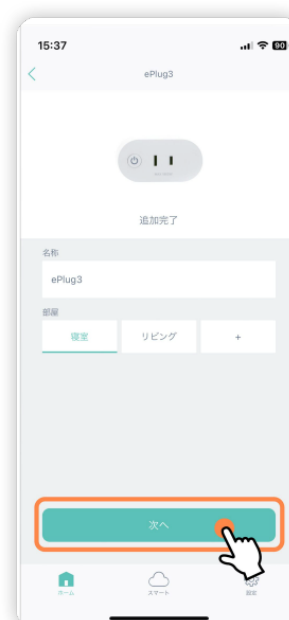 15:37
90
ePlug3
追加完了
名称
ePlug3
部屋
寝室 リビング +
次へ
ホーム スマート 設定